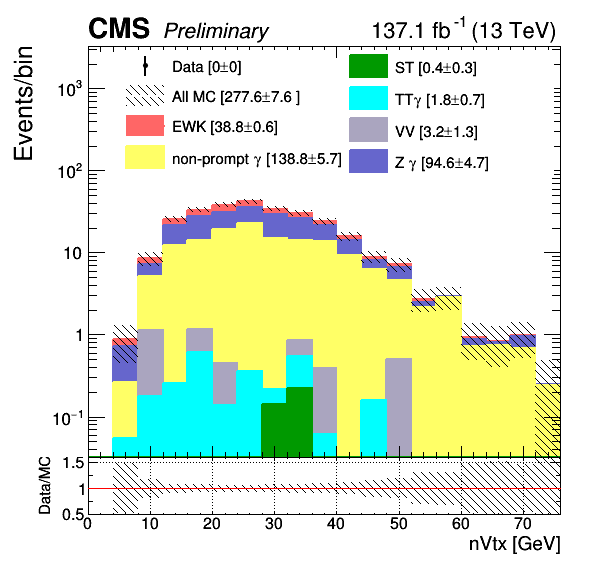 CMS Preliminary 137.1 fb⁻¹ (13 TeV)
Events/bin
Data [0±0]
All MC [277.6±7.6 ]
EWK [38.8±0.6]
non-prompt γ [138.8±5.7]
ST [0.4±0.3]
TTγ [1.8±0.7]
VV [3.2±1.3]
Z γ [94.6±4.7]
10³
10²
10
1
10⁻¹
Data/MC
1.5
1
0.5
0 10 20 30 40 50 60 70
nVtx [GeV]